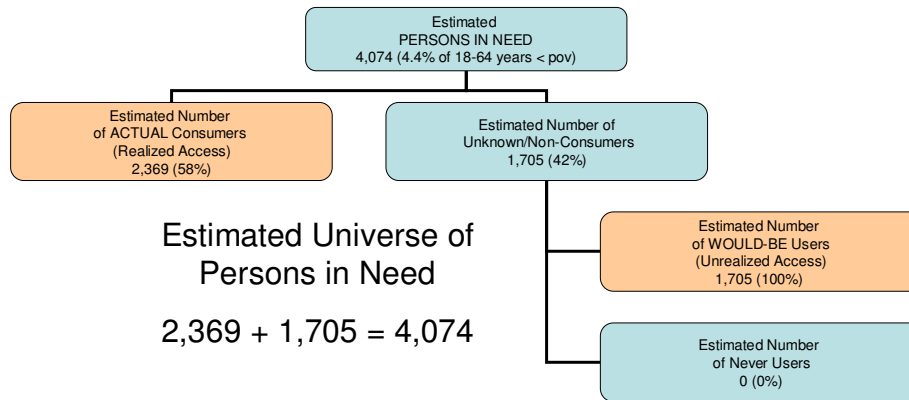 Estimated
PERSONS IN NEED
4,074 (4.4% of 18-64 years < pov)
Estimated Number
of ACTUAL Consumers
(Realized Access)
2,369 (58%)
Estimated Number of
Unknown/Non-Consumers
1,705 (42%)
Estimated Universe of
Persons in Need
2,369 + 1,705 = 4,074
Estimated Number
of WOULD-BE Users
(Unrealized Access)
1,705 (100%)
Estimated Number
of Never Users
0 (0%)